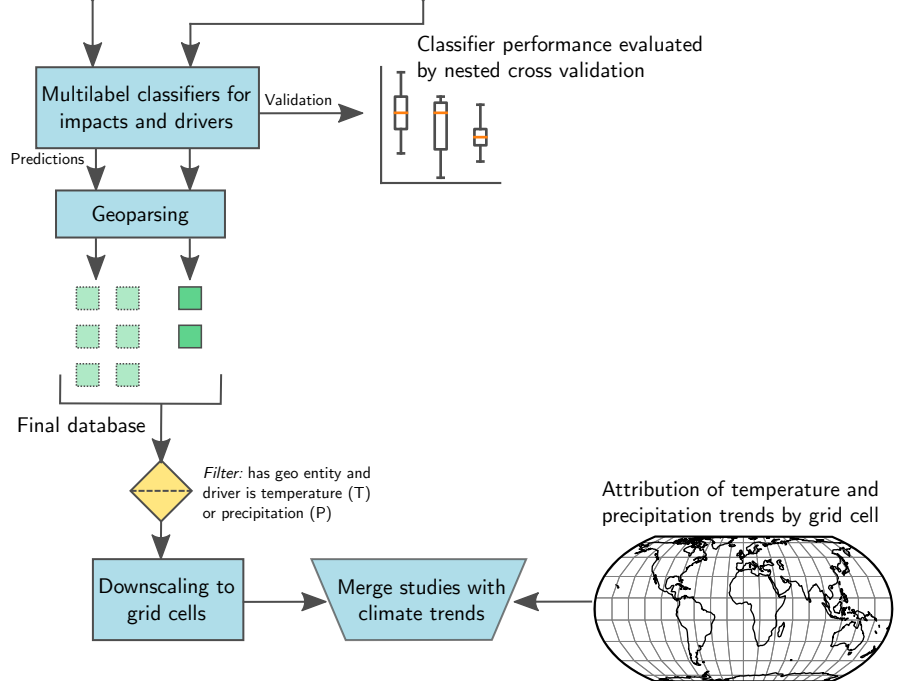 Classifier performance evaluated
by nested cross validation
Multilabel classifiers for
impacts and drivers
Validation
Predictions
Geoparsing
Final database
Filter: has geo entity and
driver is temperature (T)
or precipitation (P)
Attribution of temperature and
precipitation trends by grid cell
Downscaling to
grid cells
Merge studies with
climate trends